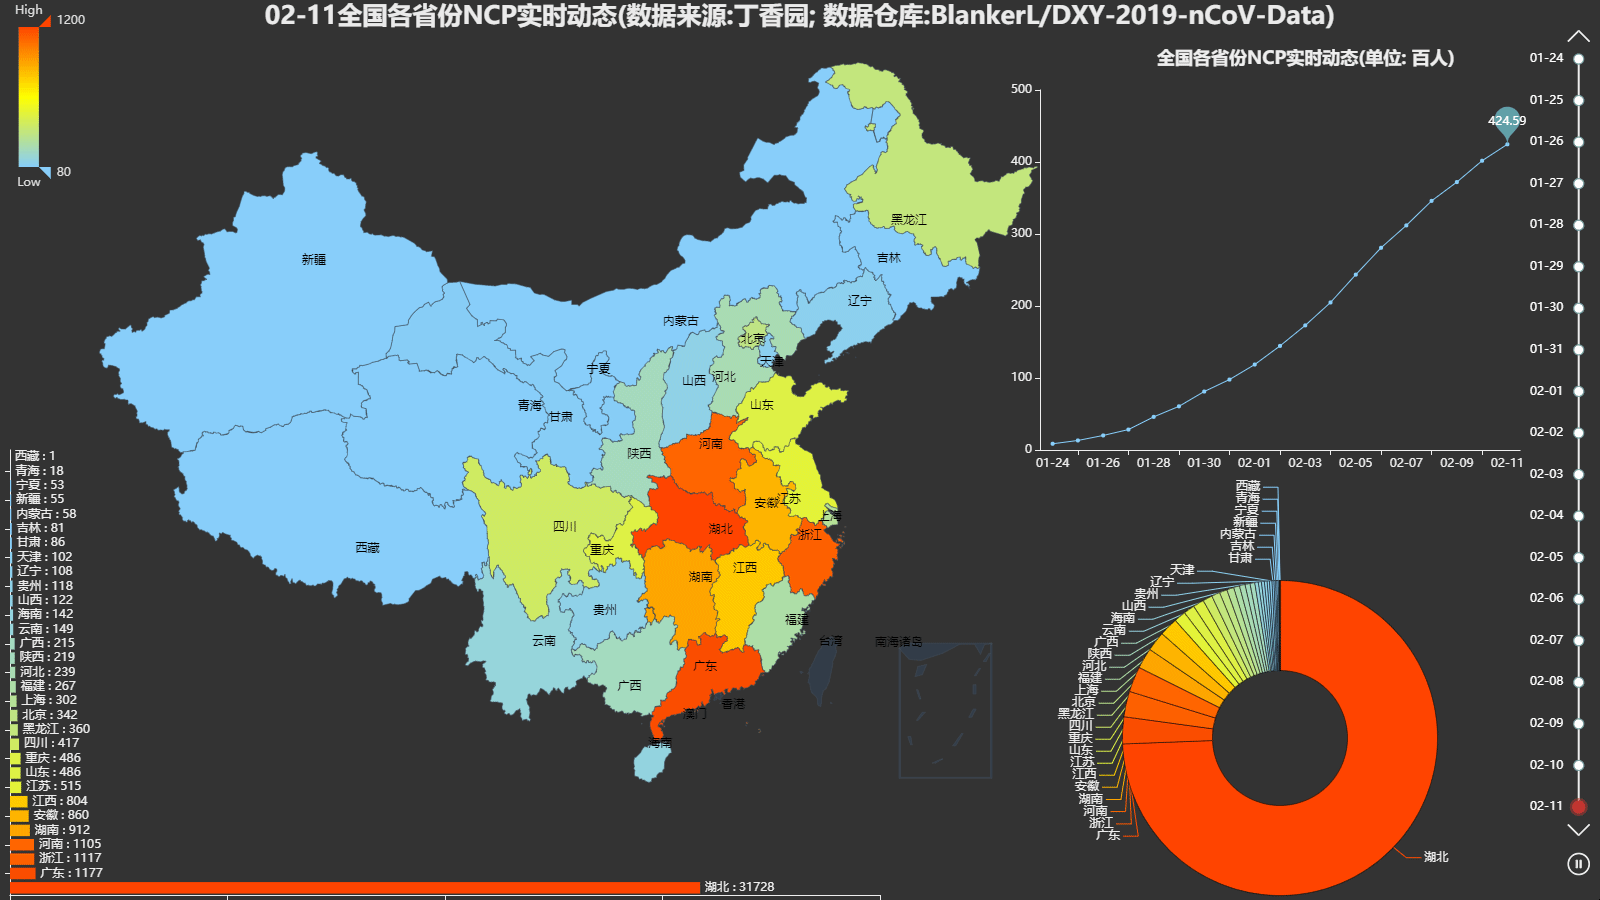 02-11全国各省份NCP实时动态(数据来源:丁香园; 数据仓库:BlankerL/DXY-2019-nCoV-Data)
High
1200
80
Low
黑龙江
新疆
吉林
辽宁
内蒙古
北京
天津
宁夏
山西
河北
青海
甘肃
山东
河南
陕西
安徽
江苏
上海
四川
湖北
浙江
重庆
西藏
湖南
江西
贵州
福建
云南
台湾
南海诸岛
广东
广西
香港
澳门
海南
西藏 : 1
青海 : 18
宁夏 : 53
新疆 : 55
内蒙古 : 58
吉林 : 81
甘肃 : 86
天津 : 102
辽宁 : 108
贵州 : 118
山西 : 122
海南 : 142
云南 : 149
广西 : 215
陕西 : 219
河北 : 239
福建 : 267
上海 : 302
北京 : 342
黑龙江 : 360
四川 : 417
重庆 : 486
山东 : 486
江苏 : 515
江西 : 804
安徽 : 860
湖南 : 912
河南 : 1105
浙江 : 1117
广东 : 1177
湖北 : 31728
全国各省份NCP实时动态(单位: 百人)
500
400
300
200
100
0
424.59
01-24 01-26 01-28 01-30 02-01 02-03 02-05 02-07 02-09 02-11
西藏
青海
宁夏
新疆
内蒙古
吉林
甘肃
天津
辽宁
贵州
山西
海南
云南
广西
陕西
河北
福建
上海
北京
黑龙江
四川
重庆
山东
江苏
江西
安徽
湖南
河南
浙江
广东
湖北
01-24
01-25
01-26
01-27
01-28
01-29
01-30
01-31
02-01
02-02
02-03
02-04
02-05
02-06
02-07
02-08
02-09
02-10
02-11